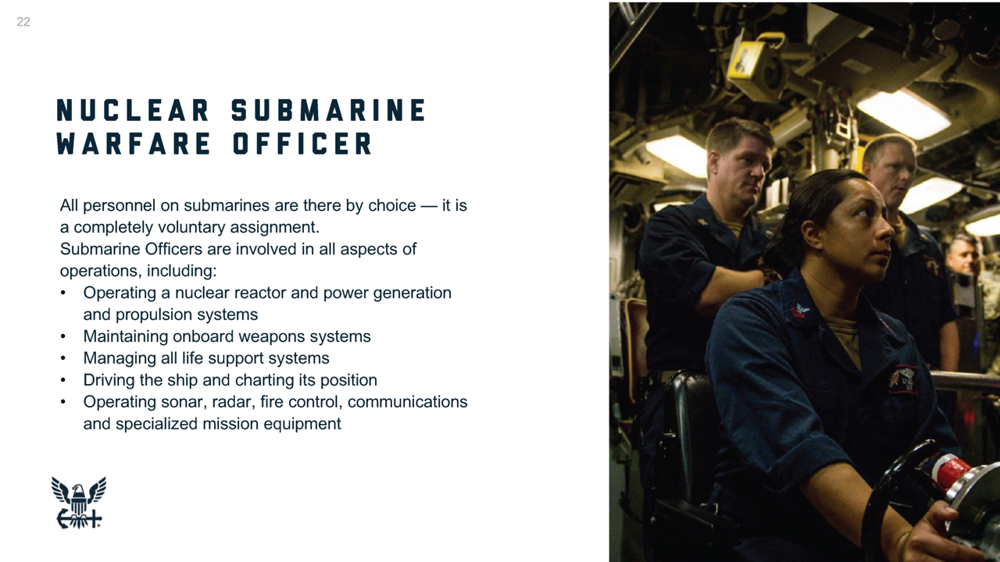 22
NUCLEAR SUBMARINE
WARFARE OFFICER
All personnel on submarines are there by choice — it is
a completely voluntary assignment.
Submarine Officers are involved in all aspects of
operations, including:
• Operating a nuclear reactor and power generation
and propulsion systems
• Maintaining onboard weapons systems
• Managing all life support systems
• Driving the ship and charting its position
• Operating sonar, radar, fire control, communications
and specialized mission equipment